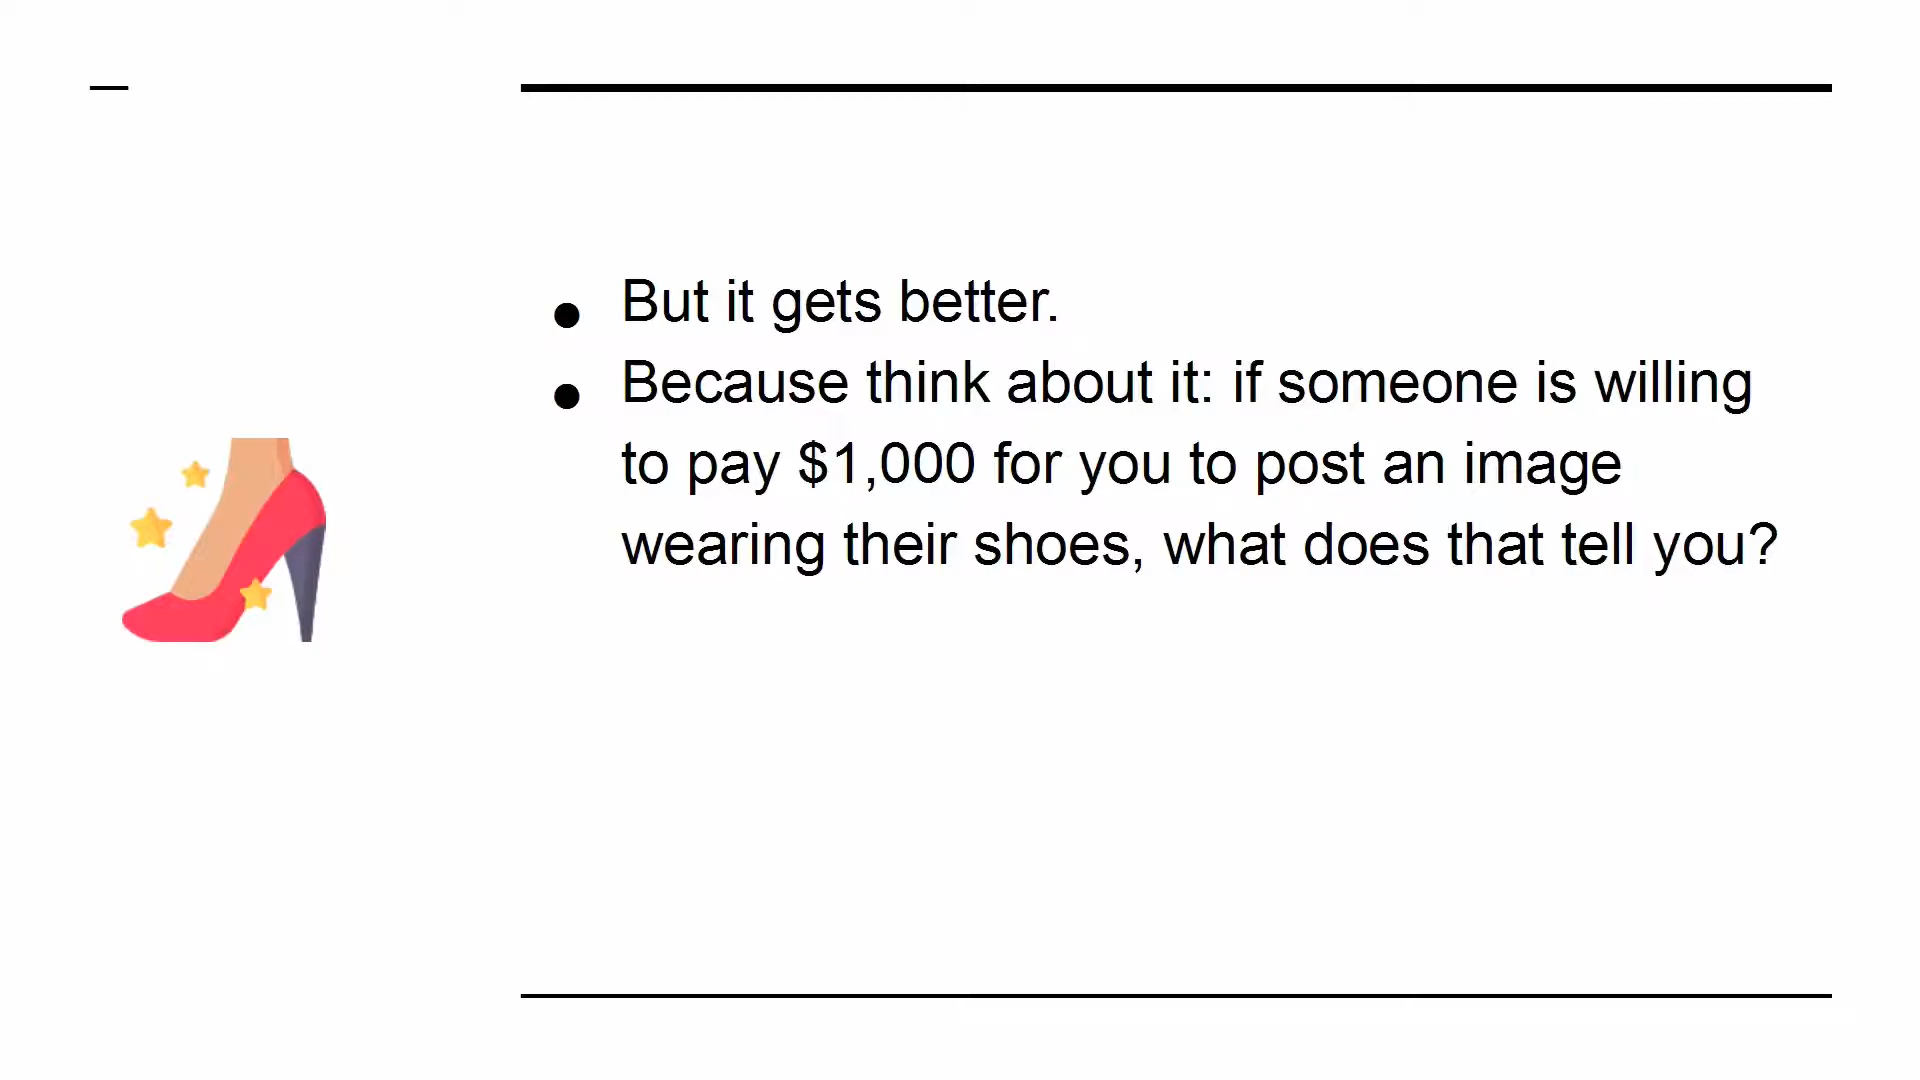 But it gets better.
Because think about it: if someone is willing
to pay $1,000 for you to post an image
wearing their shoes, what does that tell you?